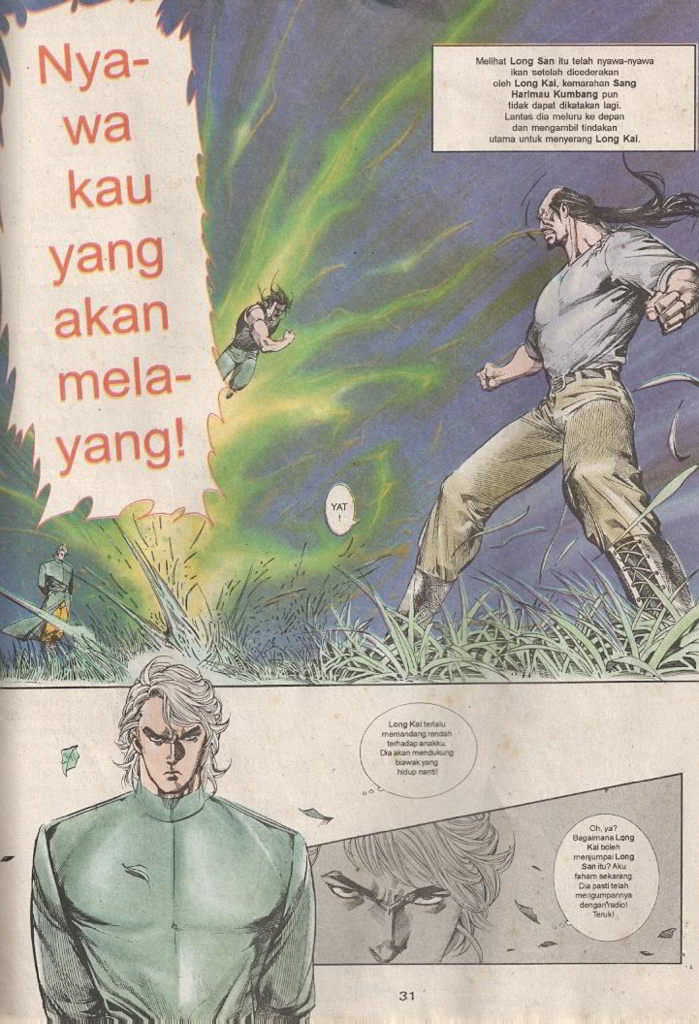 Nya-
wa
kau
yang
akan
mela-
yang!
Melihat Long San itu telah nyawa-nyawa
ikan setelah dicederakan
oleh Long Kai, kemarahan Sang
Harimau Kumbang pun
tidak dapat dikatakan lagi.
Lantas dia meluru ke depan
dan mengambil tindakan
utama untuk menyerang Long Kai.
YAT
!
Long Kai terlalu
memandang rendah
terhadap anakku.
Dia akan mendukung
biawak yang
hidup nanti!
Oh, ya?
Bagaimana Long
Kai boleh
menjumpai Long
San itu? Aku
faham sekarang.
Dia pasti telah
mengumpannya
dengan radio!
Teruk!
31